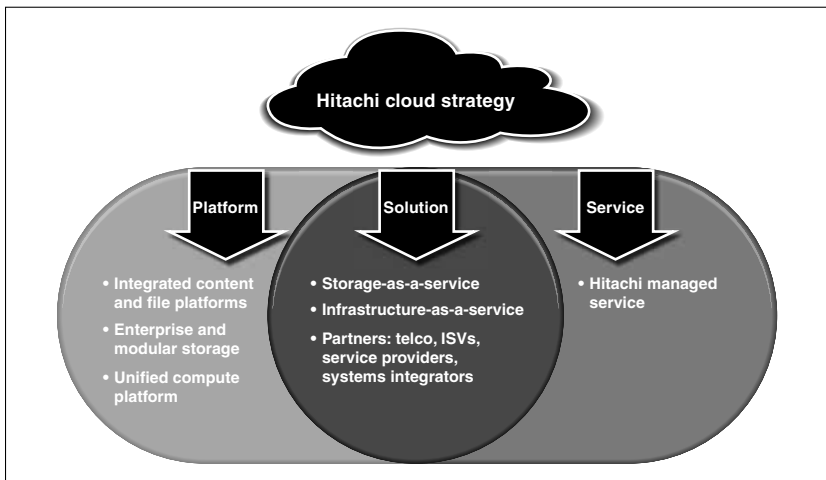 Hitachi cloud strategy
Platform
• Integrated content
and file platforms
• Enterprise and
modular storage
• Unified compute
platform
Solution
• Storage-as-a-service
• Infrastructure-as-a-service
• Partners: telco, ISVs,
service providers,
systems integrators
Service
• Hitachi managed
service